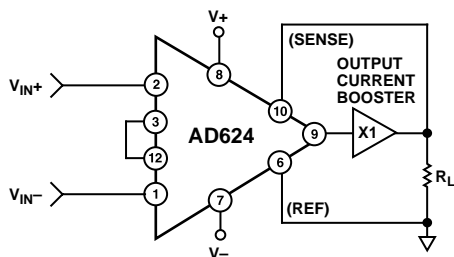 V+
(SENSE)
8
OUTPUT
CURRENT
BOOSTER
VIN+
2
10
3
AD624
9
X1
12
6
RL
VIN–
1
7
(REF)
V–